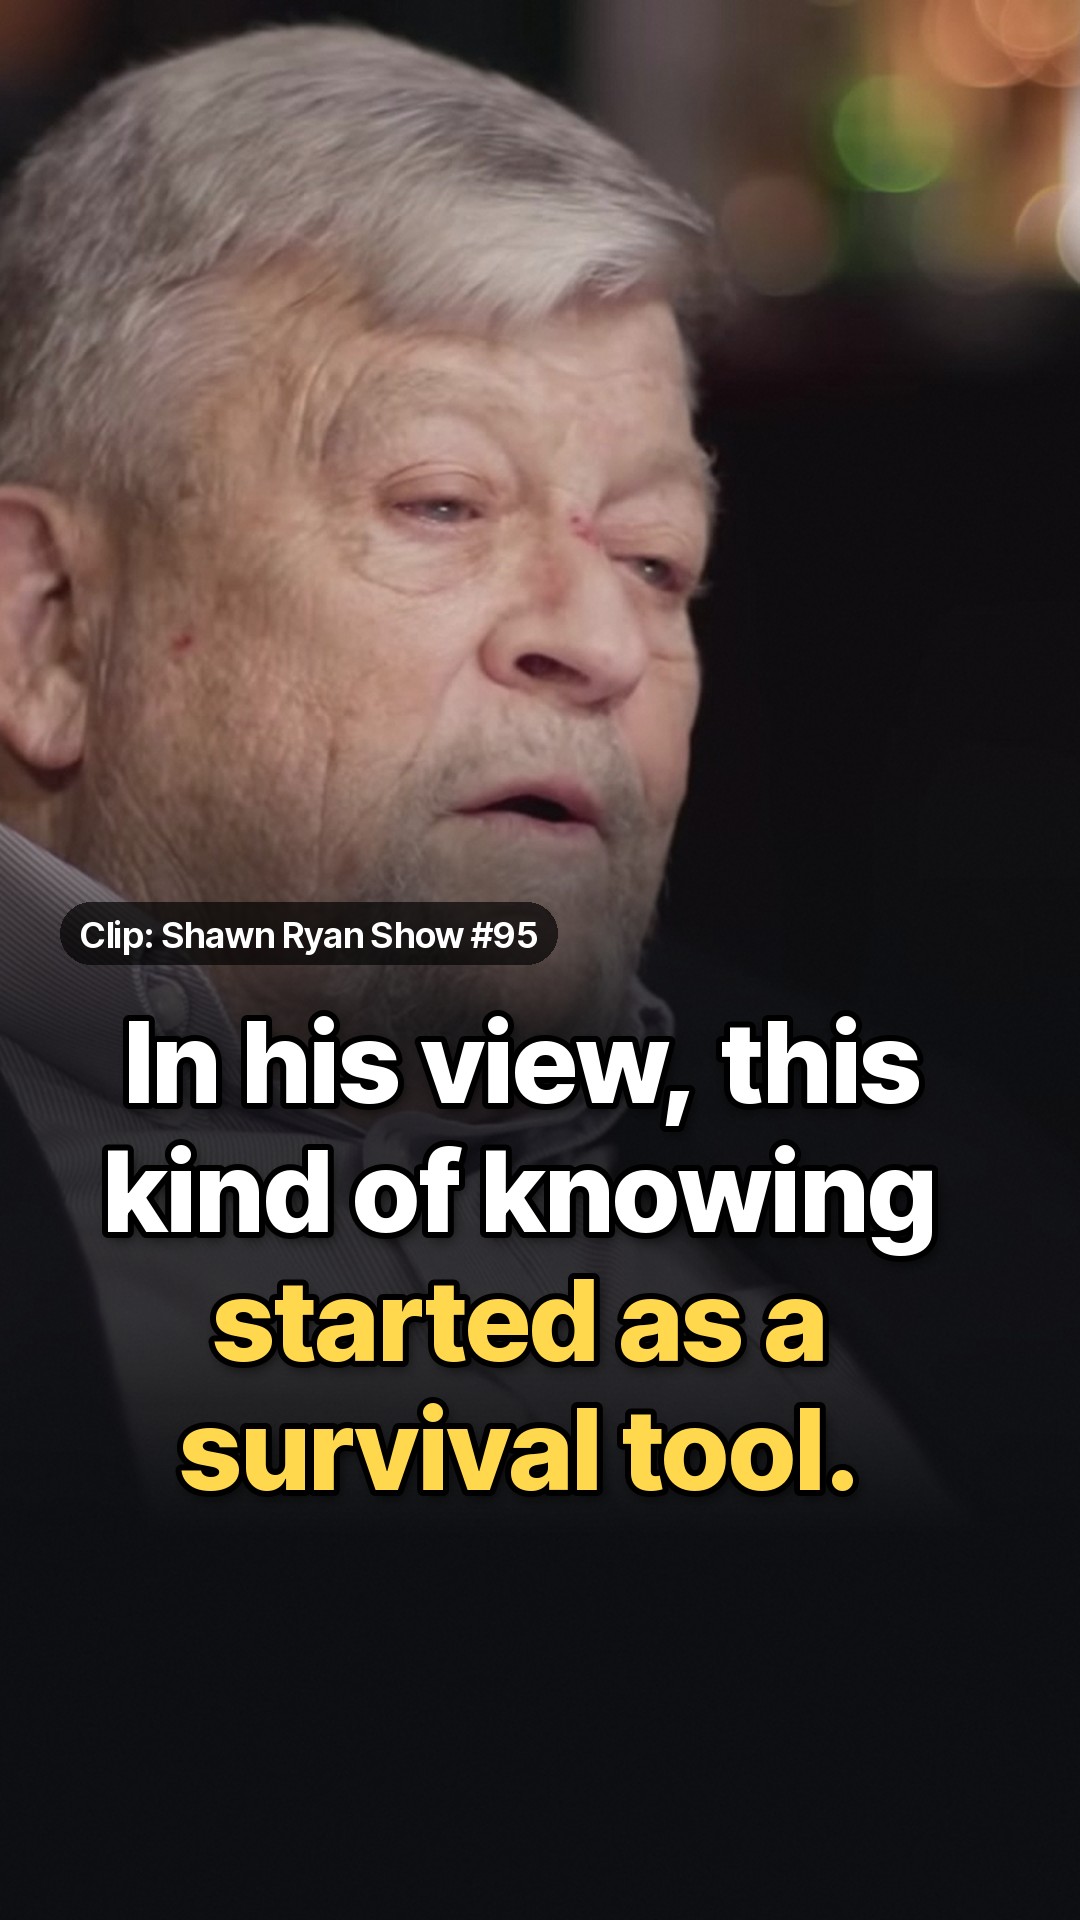 Clip: Shawn Ryan Show #95
In his view, this
kind of knowing
started as a
survival tool.